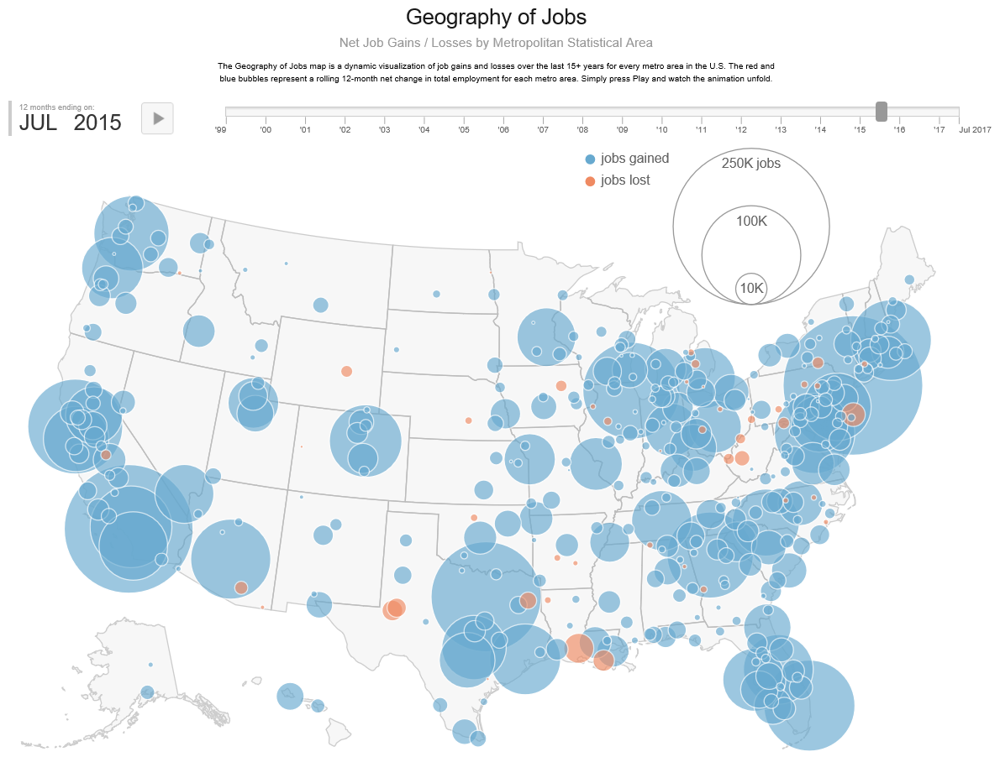 Geography of Jobs
Net Job Gains / Losses by Metropolitan Statistical Area
The Geography of Jobs map is a dynamic visualization of job gains and losses over the last 15+ years for every metro area in the U.S. The red and
blue bubbles represent a rolling 12-month net change in total employment for each metro area. Simply press Play and watch the animation unfold.
12 months ending on:
JUL 2015
'99 '00 '01 '02 '03 '04 '05 '06 '07 '08 '09 '10 '11 '12 '13 '14 '15 '16 '17 Jul 2017
jobs gained
jobs lost
250K jobs
100K
10K